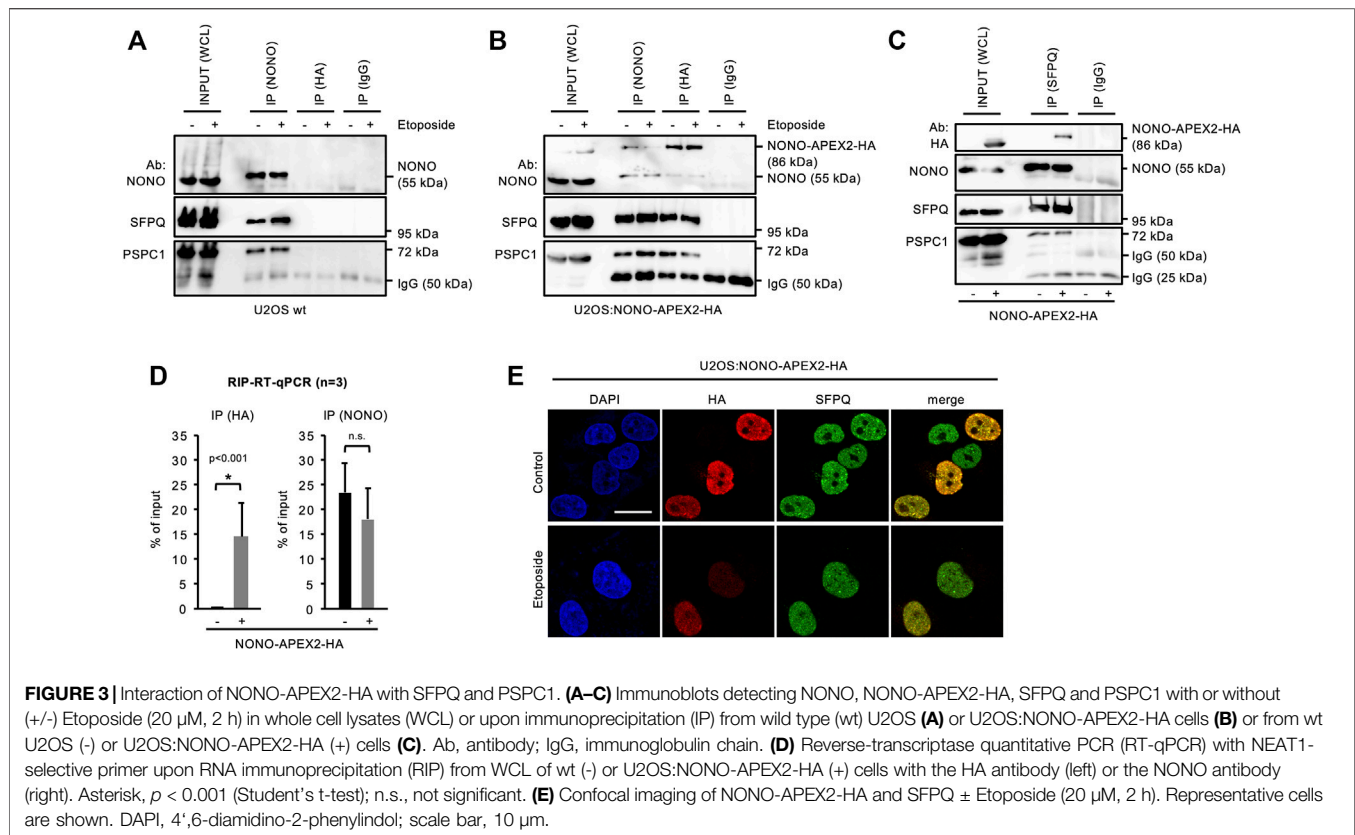 A
INPUT (WCL)
IP (NONO)
IP (HA)
IP (IgG)
- + - + - + - + Etoposide
Ab:
NONO
NONO
(55 kDa)
SFPQ
95 kDa
PSPC1
72 kDa
IgG (50 kDa)
U2OS wt
B
INPUT (WCL)
IP (NONO)
IP (HA)
IP (IgG)
- + - + - + - + Etoposide
NONO-APEX2-HA
(86 kDa)
Ab:
NONO
NONO (55 kDa)
SFPQ
95 kDa
PSPC1
72 kDa
IgG (50 kDa)
U2OS:NONO-APEX2-HA
C
INPUT (WCL)
IP (SFPQ)
IP (IgG)
Ab:
HA
NONO-APEX2-HA
(86 kDa)
NONO
NONO (55 kDa)
SFPQ
95 kDa
PSPC1
72 kDa
IgG (50 kDa)
IgG (25 kDa)
- + - + - +
NONO-APEX2-HA
D
RIP-RT-qPCR (n=3)
IP (HA)
% of input
35
30
25
20
15
10
5
0
p<0.001
*
- +
IP (NONO)
% of input
35
30
25
20
15
10
5
0
n.s.
- +
NONO-APEX2-HA
E
U2OS:NONO-APEX2-HA
DAPI HA SFPQ merge
Control
Etoposide
FIGURE 3 | Interaction of NONO-APEX2-HA with SFPQ and PSPC1. (A–C) Immunoblots detecting NONO, NONO-APEX2-HA, SFPQ and PSPC1 with or without
(+/-) Etoposide (20 µM, 2 h) in whole cell lysates (WCL) or upon immunoprecipitation (IP) from wild type (wt) U2OS (A) or U2OS:NONO-APEX2-HA cells (B) or from wt
U2OS (-) or U2OS:NONO-APEX2-HA (+) cells (C). Ab, antibody; IgG, immunoglobulin chain. (D) Reverse-transcriptase quantitative PCR (RT-qPCR) with NEAT1-
selective primer upon RNA immunoprecipitation (RIP) from WCL of wt (-) or U2OS:NONO-APEX2-HA (+) cells with the HA antibody (left) or the NONO antibody
(right). Asterisk, p < 0.001 (Student's t-test); n.s., not significant. (E) Confocal imaging of NONO-APEX2-HA and SFPQ ± Etoposide (20 µM, 2 h). Representative cells
are shown. DAPI, 4‘,6-diamidino-2-phenylindol; scale bar, 10 µm.